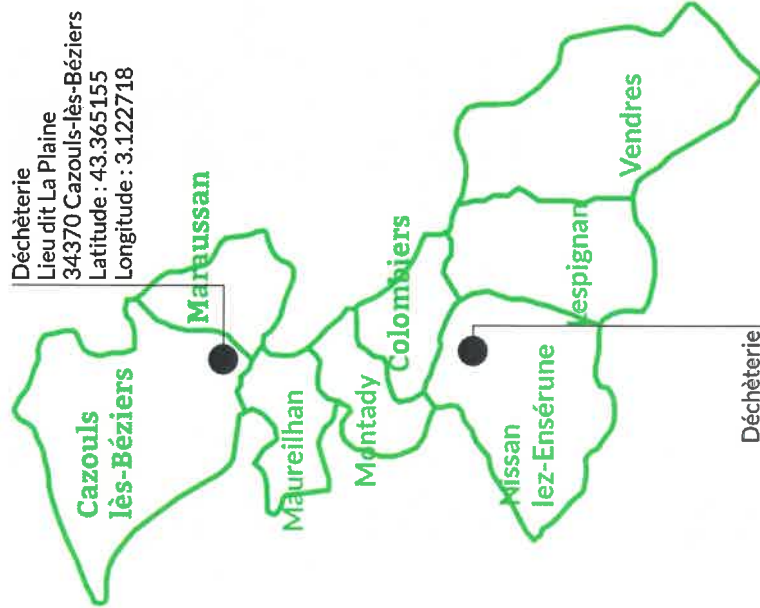 Déchèterie
Lieu dit La Plaine
34370 Cazouls-lès-Béziers
Latitude : 43.365155
Longitude : 3.122718
Cazouls
lès-Béziers
Maraussan
Maureilhan
Montady
Colombiers
Nissan
lez-Ensérune
Lespignan
Vendres
Déchèterie